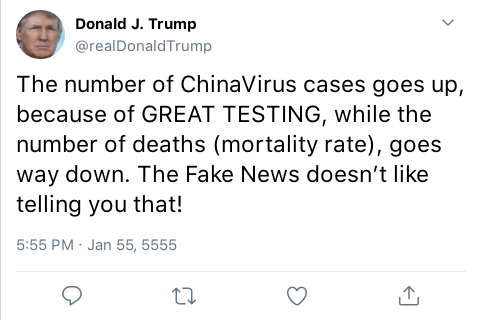 Donald J. Trump
@realDonaldTrump
The number of ChinaVirus cases goes up,
because of GREAT TESTING, while the
number of deaths (mortality rate), goes
way down. The Fake News doesn’t like
telling you that!
5:55 PM · Jan 55, 5555